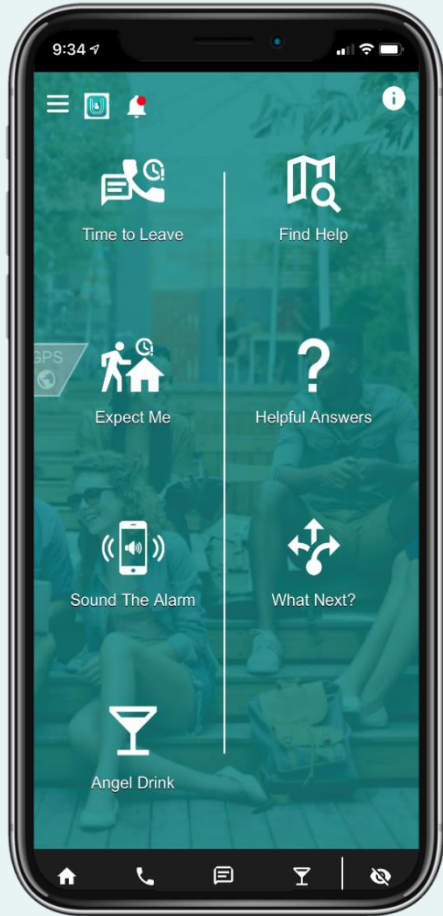 9:34
Time to Leave
Find Help
GPS
Expect Me
Helpful Answers
Sound The Alarm
What Next?
Angel Drink